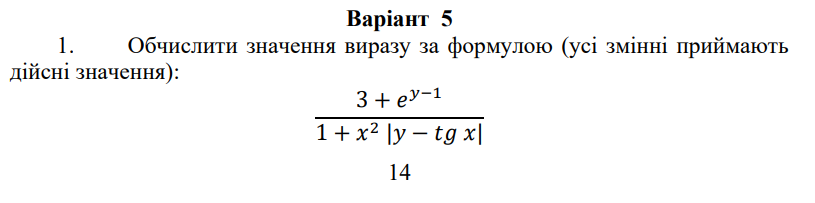 Варіант 5
1. Обчислити значення виразу за формулою (усі змінні приймають
дійсні значення):
3 + e^{y−1}
1 + x² |y − tg x|
14